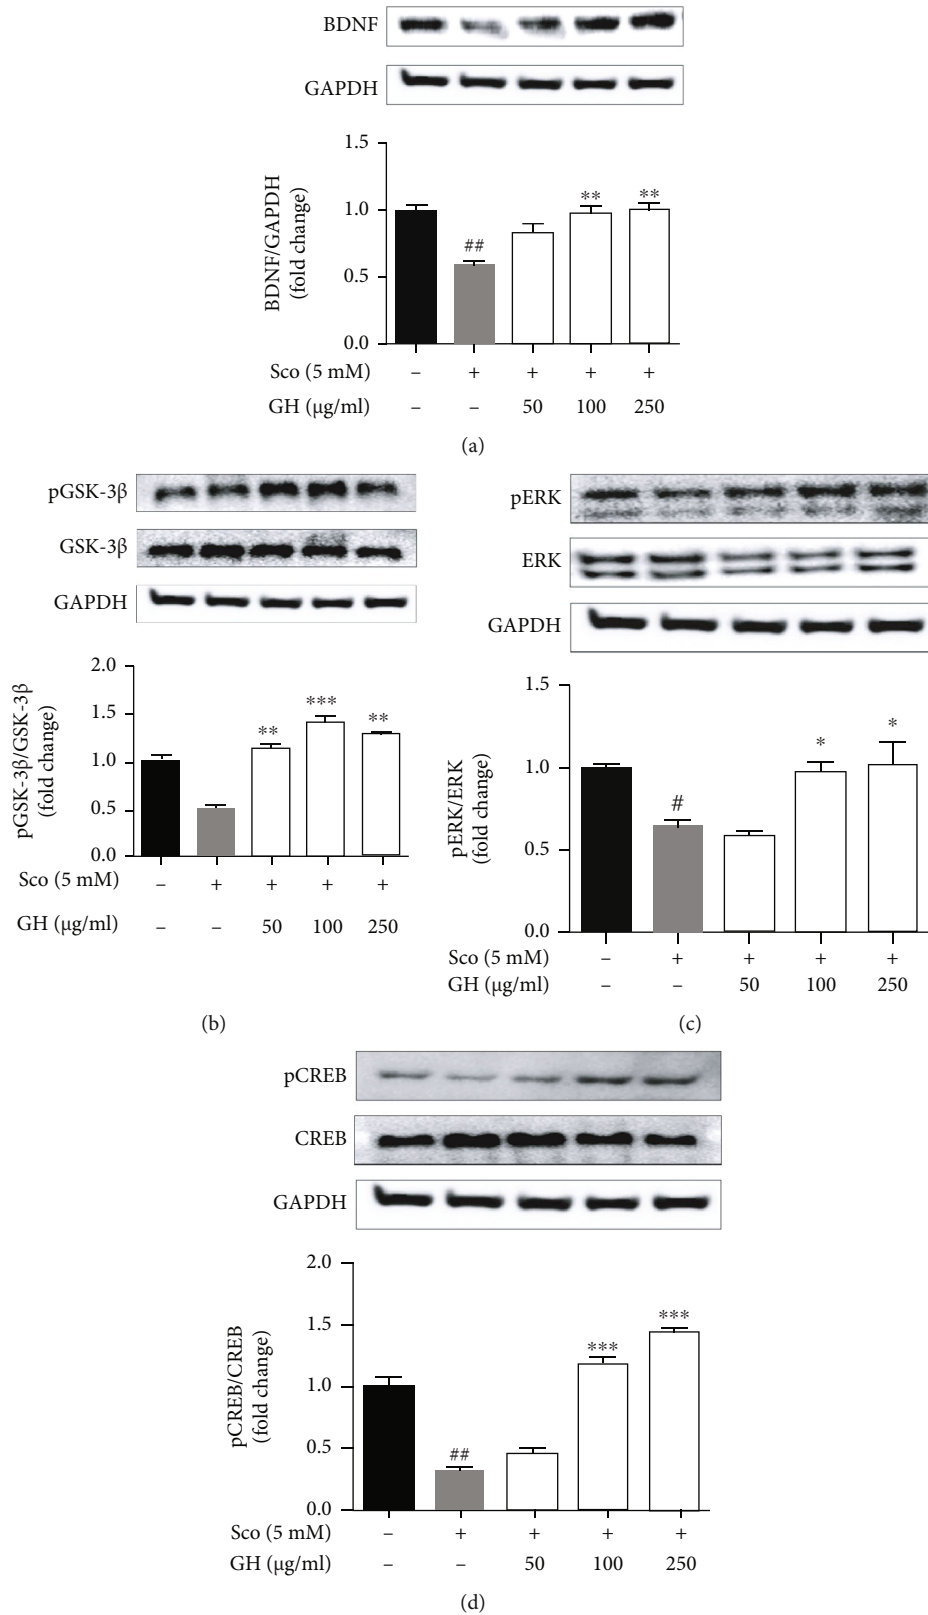 BDNF
GAPDH
1.5
1.0
0.5
0.0
BDNF/GAPDH
(fold change)
##
**
**
Sco (5 mM) – + + + +
GH (μg/ml) – – 50 100 250
(a)
pGSK-3β
GSK-3β
GAPDH
2.0
1.5
1.0
0.5
0.0
pGSK-3β/GSK-3β
(fold change)
**
***
**
Sco (5 mM) – + + + +
GH (μg/ml) – – 50 100 250
(b)
pERK
ERK
GAPDH
1.5
1.0
0.5
0.0
pERK/ERK
(fold change)
#
*
*
Sco (5 mM) – + + + +
GH (μg/ml) – – 50 100 250
(c)
pCREB
CREB
GAPDH
2.0
1.5
1.0
0.5
0.0
pCREB/CREB
(fold change)
##
***
***
Sco (5 mM) – + + + +
GH (μg/ml) – – 50 100 250
(d)